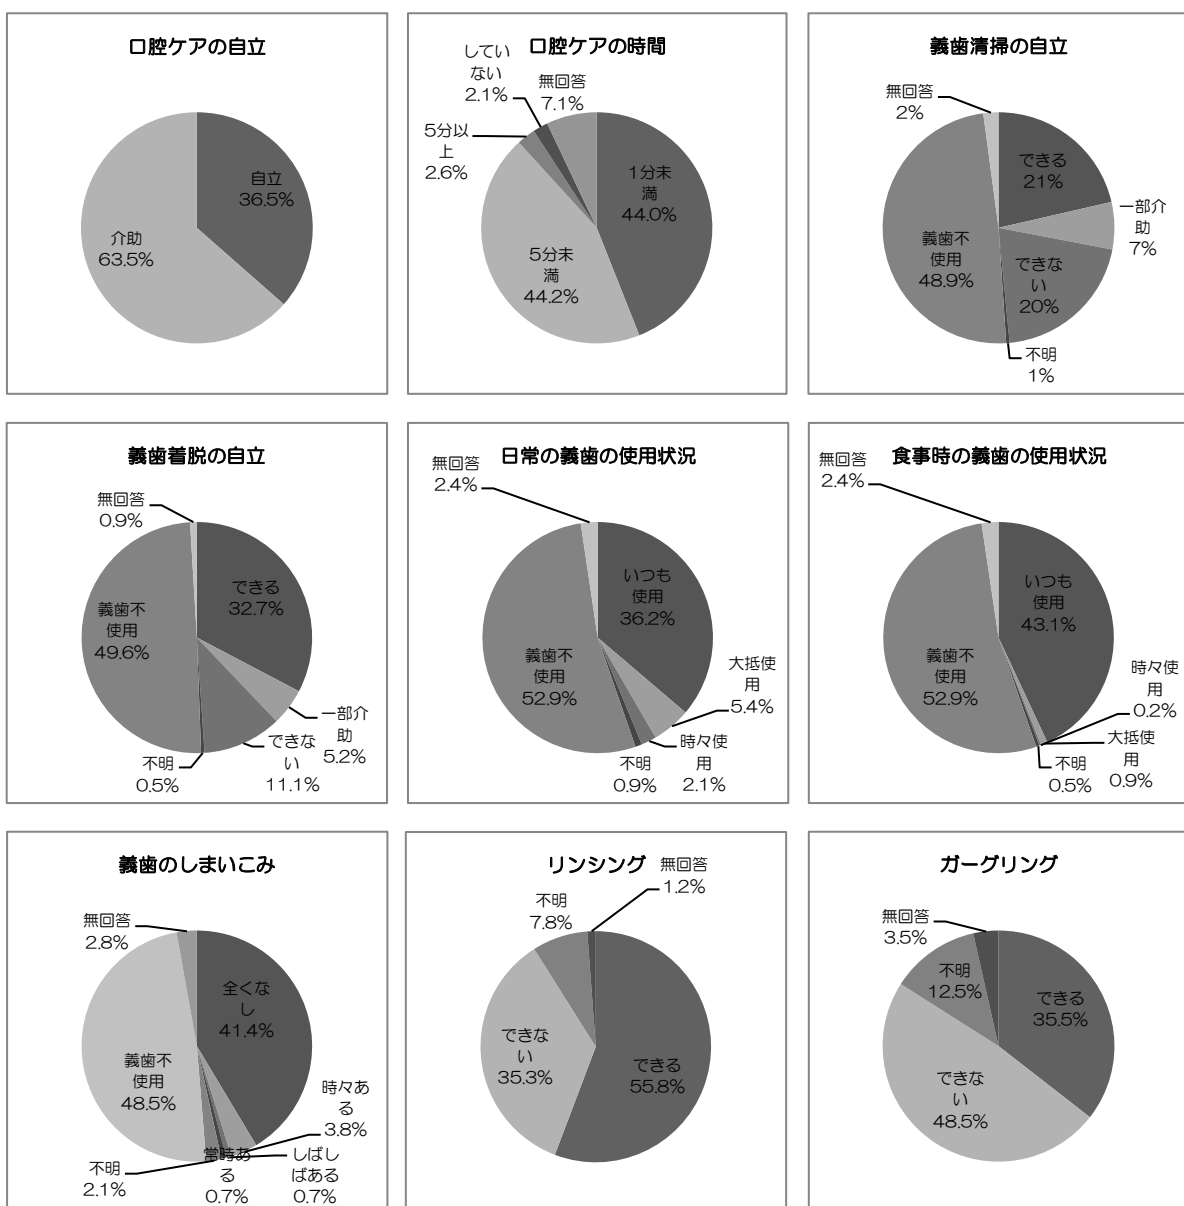 口腔ケアの自立
自立
36.5%
介助
63.5%
口腔ケアの時間
してい
ない
2.1%
無回答
7.1%
5分以
上
2.6%
1分未
満
44.0%
5分未
満
44.2%
義歯清掃の自立
無回答
2%
できる
21%
一部介
助
7%
義歯不
使用
48.9%
できな
い
20%
不明
1%
義歯着脱の自立
無回答
0.9%
できる
32.7%
義歯不
使用
49.6%
一部介
助
5.2%
できな
い
11.1%
不明
0.5%
日常の義歯の使用状況
無回答
2.4%
いつも
使用
36.2%
義歯不
使用
52.9%
大抵使
用
5.4%
時々使
用
2.1%
不明
0.9%
食事時の義歯の使用状況
無回答
2.4%
いつも
使用
43.1%
義歯不
使用
52.9%
時々使
用
0.2%
大抵使
用
0.9%
不明
0.5%
義歯のしまいこみ
無回答
2.8%
全くな
し
41.4%
義歯不
使用
48.5%
時々ある
る
3.8%
しばし
ばある
0.7%
常時あ
る
0.7%
不明
2.1%
リンシング
無回答
1.2%
不明
7.8%
できな
い
35.3%
できる
55.8%
ガーグリング
無回答
3.5%
不明
12.5%
できる
35.5%
できな
い
48.5%